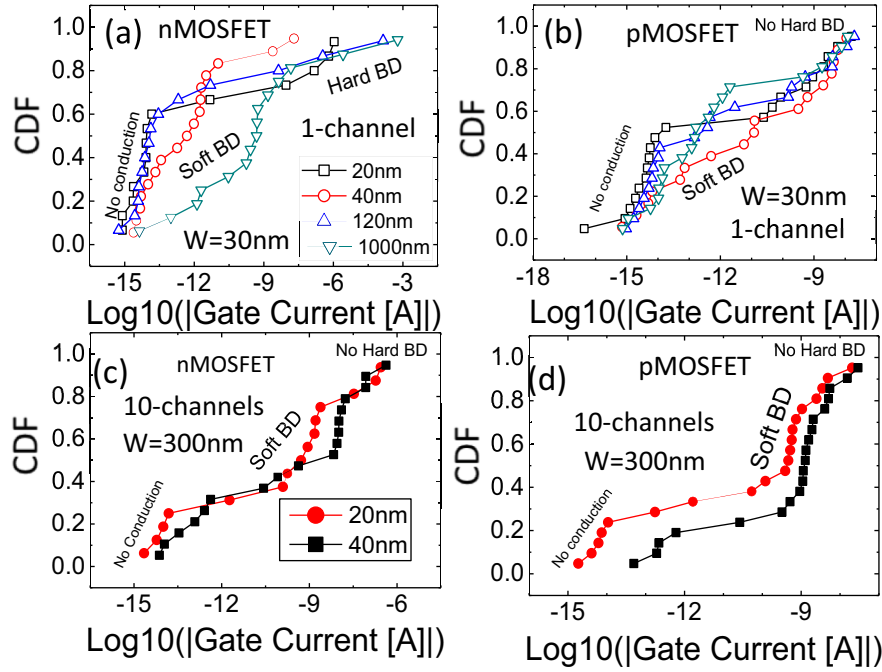 (a)
nMOSFET
1.0
0.8
0.6
0.4
0.2
0.0
CDF
No conduction
Soft BD
Hard BD
1-channel
W=30nm
20nm
40nm
120nm
1000nm
-15
-12
-9
-6
-3
Log10(|Gate Current [A]|)
(b)
pMOSFET
No Hard BD
1.0
0.8
0.6
0.4
0.2
0.0
CDF
No conduction
Soft BD
W=30nm
1-channel
-18
-15
-12
-9
Log10(|Gate Current [A]|)
(c)
nMOSFET
No Hard BD
1.0
0.8
0.6
0.4
0.2
0.0
CDF
10-channels
W=300nm
Soft BD
No Conduction
20nm
40nm
-15
-12
-9
-6
Log10(|Gate Current [A]|)
(d)
pMOSFET
No Hard BD
1.0
0.8
0.6
0.4
0.2
0.0
CDF
10-channels
W=300nm
Soft BD
No conduction
-15
-12
-9
Log10(|Gate Current [A]|)